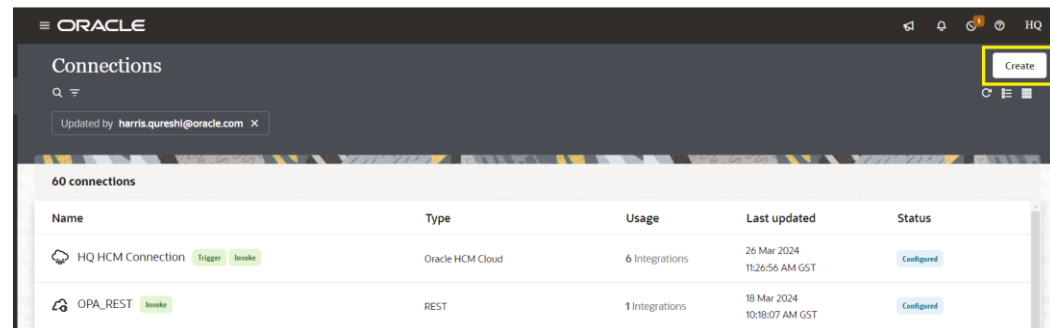 ORACLE
HQ
Connections
Create
Updated by harris.qureshi@oracle.com ×
60 connections
Name Type Usage Last updated Status
HQ HCM Connection Trigger Invoke Oracle HCM Cloud 6 Integrations 26 Mar 2024 Configured
11:26:56 AM GST
OPA_REST Invoke REST 1 Integrations 18 Mar 2024 Configured
10:18:07 AM GST